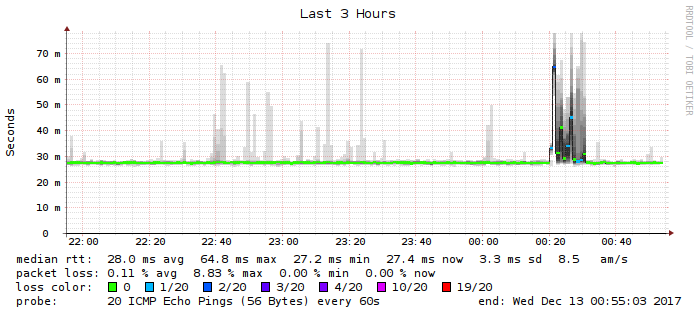 Last 3 Hours
RRDTOOL / TOBI OETIKER
Seconds
70 m
60 m
50 m
40 m
30 m
20 m
10 m
0
22:00 22:20 22:40 23:00 23:20 23:40 00:00 00:20 00:40
median rtt: 28.0 ms avg 64.8 ms max 27.2 ms min 27.4 ms now 3.3 ms sd 8.5 am/s
packet loss: 0.11 % avg 8.83 % max 0.00 % min 0.00 % now
loss color: 0 1/20 2/20 3/20 4/20 10/20 19/20
probe: 20 ICMP Echo Pings (56 Bytes) every 60s end: Wed Dec 13 00:55:03 2017